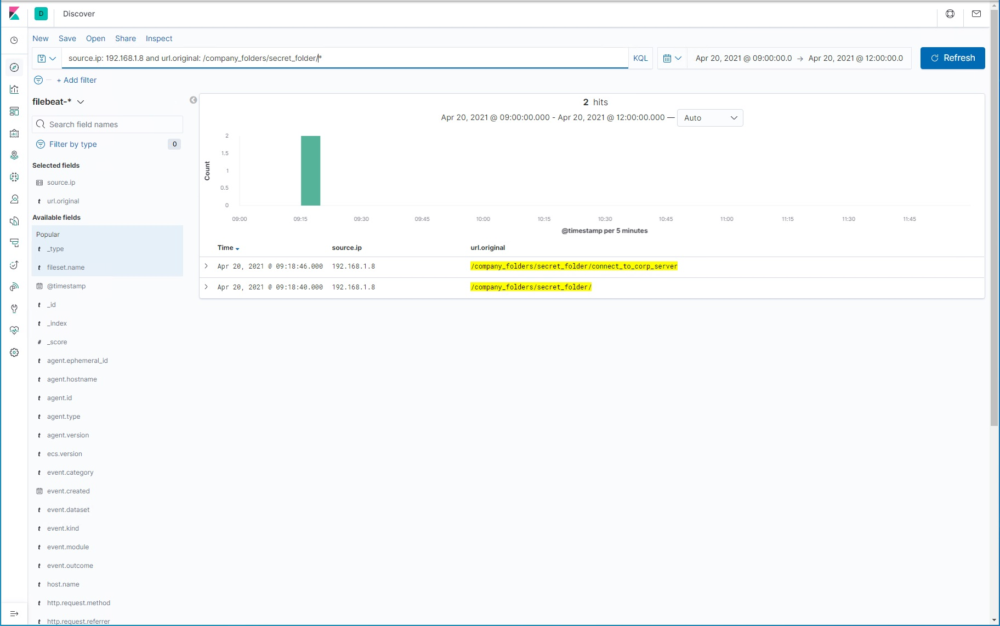 D Discover
New Save Open Share Inspect
source.ip: 192.168.1.8 and url.original: /company_folders/secret_folder/*
KQL
Apr 20, 2021 @ 09:00:00.0 → Apr 20, 2021 @ 12:00:00.0
Refresh
+ Add filter
filebeat-*
Search field names
Filter by type 0
Selected fields
source.ip
t url.original
Available fields
Popular
t _type
t fileset.name
@timestamp
t _id
t _index
# _score
t agent.ephemeral_id
t agent.hostname
t agent.id
t agent.type
t agent.version
t ecs.version
t event.category
event.created
t event.dataset
t event.kind
t event.module
t event.outcome
t host.name
t http.request.method
t http.request.referrer
2 hits
Apr 20, 2021 @ 09:00:00.000 - Apr 20, 2021 @ 12:00:00.000 — Auto
2
1.5
1
0.5
0
Count
09:00 09:15 09:30 09:45 10:00 10:15 10:30 10:45 11:00 11:15 11:30 11:45
@timestamp per 5 minutes
Time source.ip url.original
Apr 20, 2021 @ 09:18:46.000 192.168.1.8 /company_folders/secret_folder/connect_to_corp_server
Apr 20, 2021 @ 09:18:40.000 192.168.1.8 /company_folders/secret_folder/